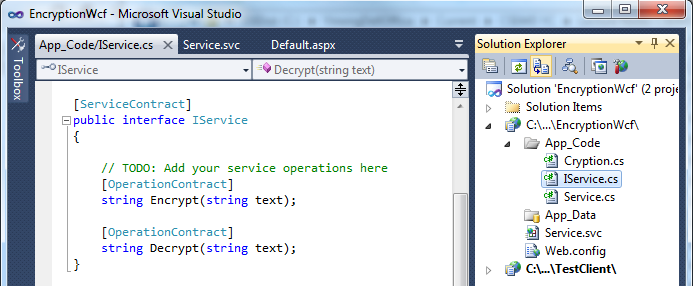 EncryptionWcf - Microsoft Visual Studio
Toolbox
App_Code/IService.cs Service.svc Default.aspx
IService Decrypt(string text)
[ServiceContract]
public interface IService
{
// TODO: Add your service operations here
[OperationContract]
string Encrypt(string text);
[OperationContract]
string Decrypt(string text);
}
Solution Explorer
Solution 'EncryptionWcf' (2 proje
Solution Items
C:\...\EncryptionWcf\
App_Code
Cryption.cs
IService.cs
Service.cs
App_Data
Service.svc
Web.config
C:\...\TestClient\